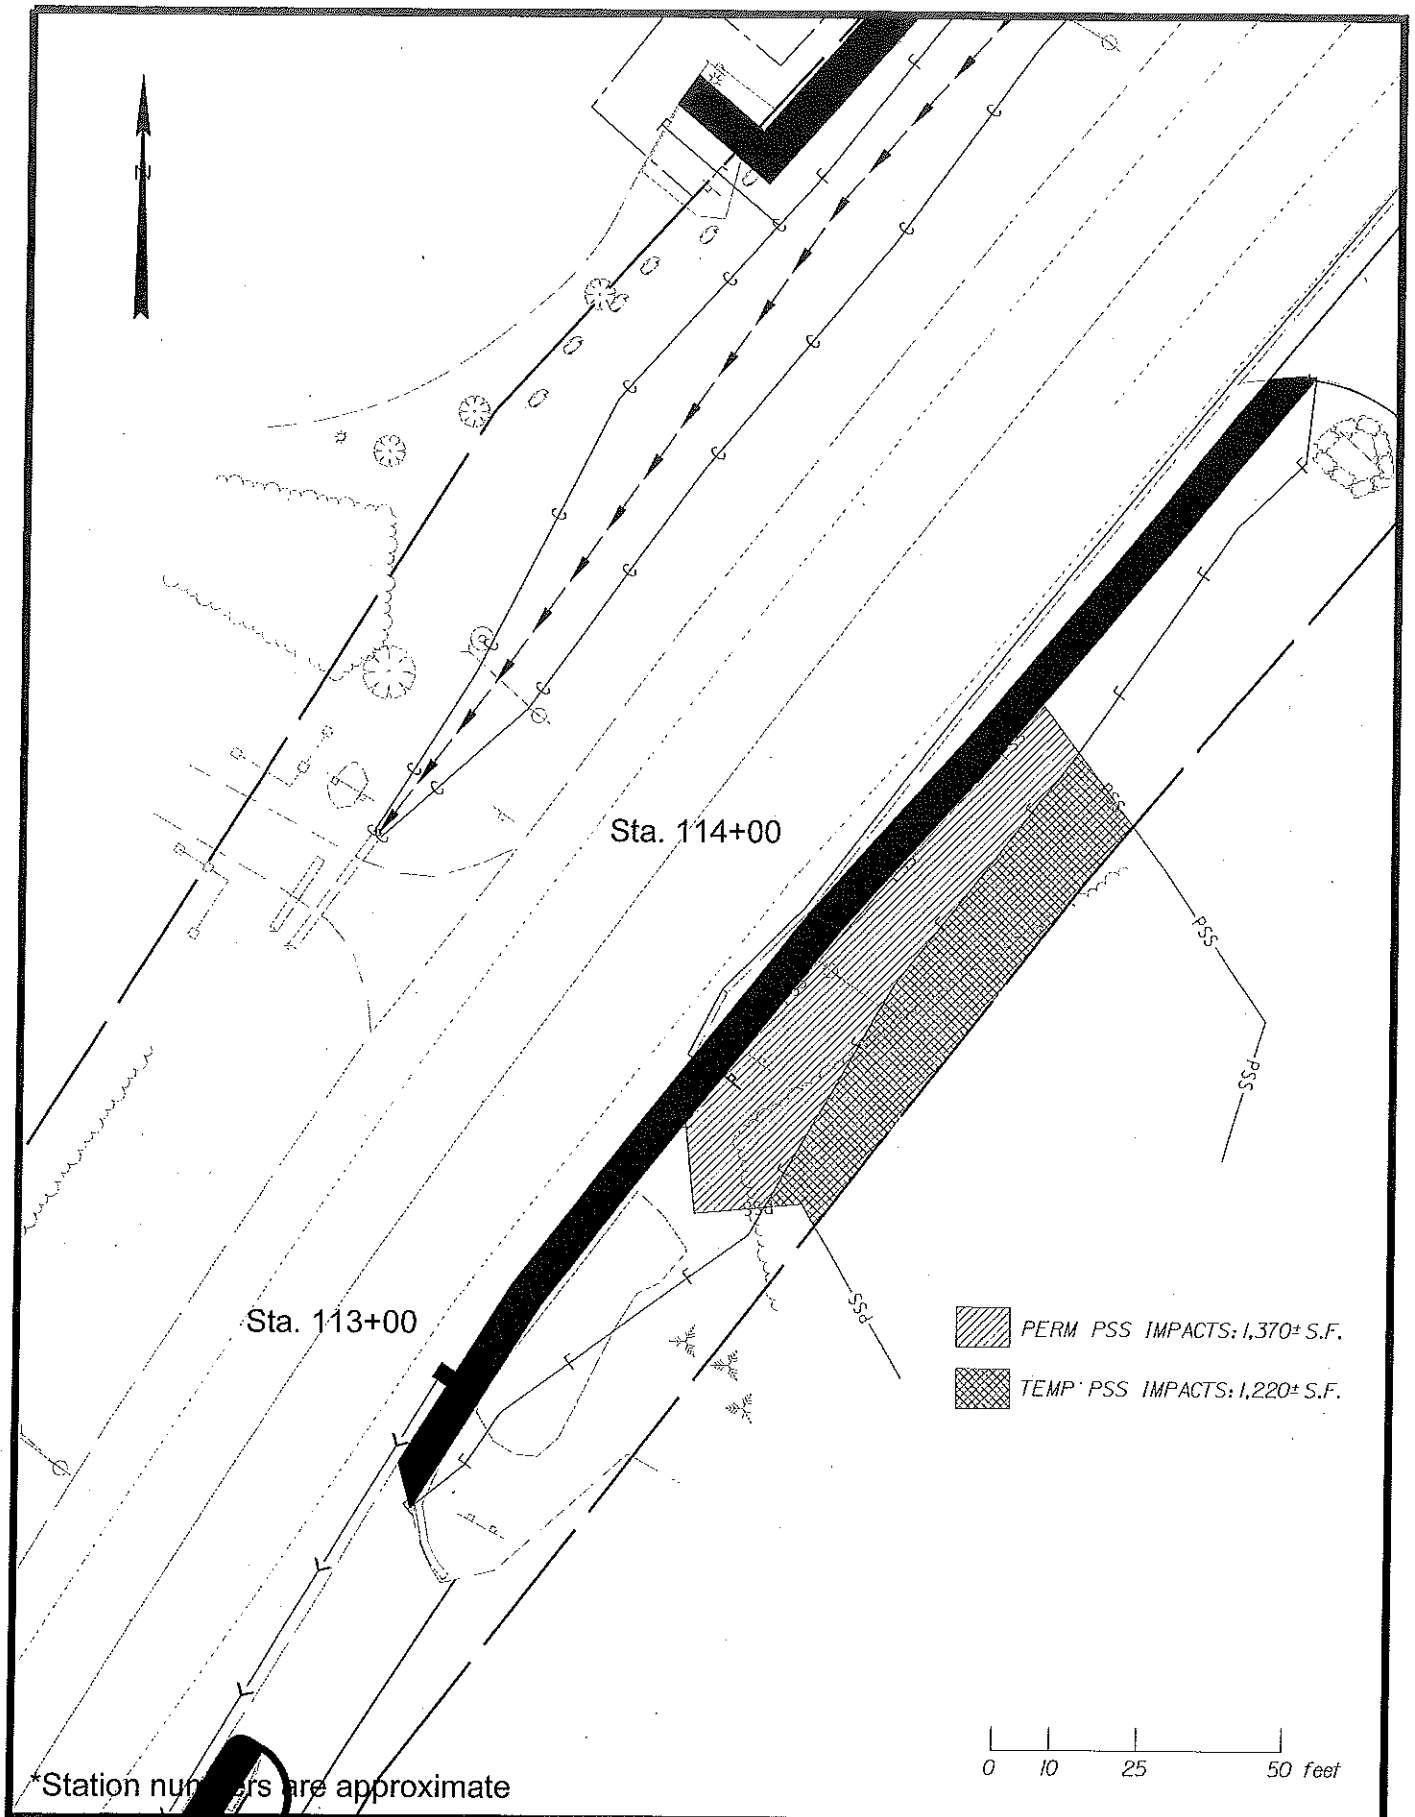 N
Sta. 114+00
PSS
PSS
PSS
PSS
PSS
Sta. 113+00
PERM PSS IMPACTS: 1,370± S.F.
TEMP PSS IMPACTS: 1,220± S.F.
0 10 25 50 feet
*Station numbers are approximate